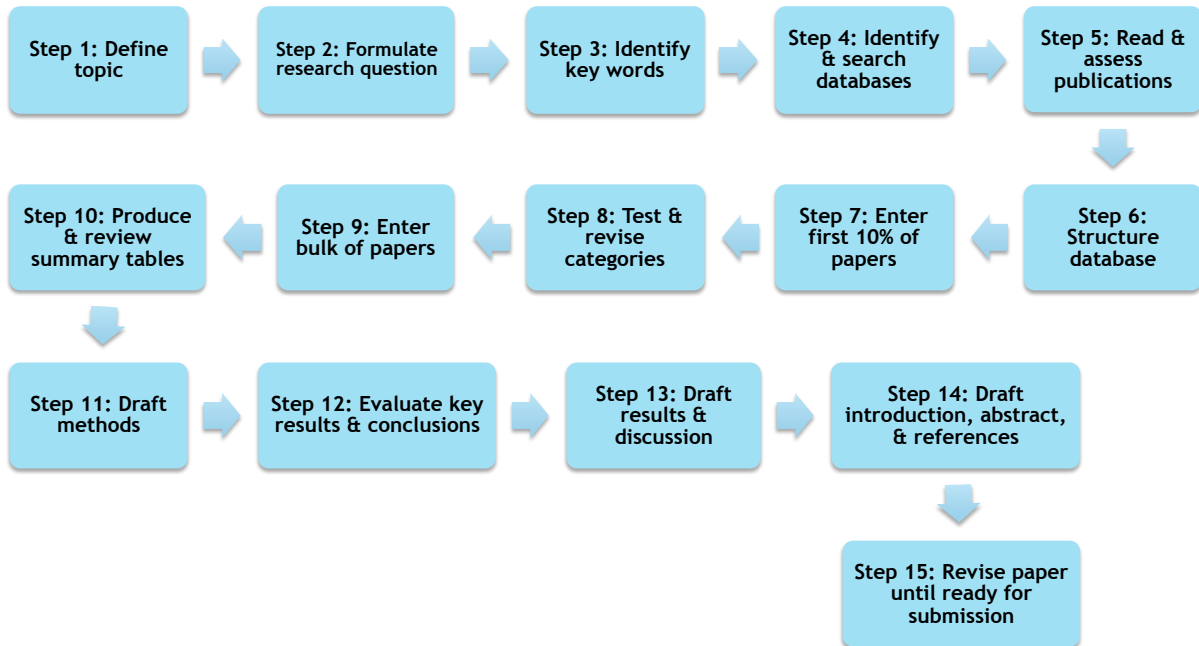 Step 1: Define
topic
Step 2: Formulate
research question
Step 3: Identify
key words
Step 4: Identify
& search
databases
Step 5: Read &
assess
publications
Step 6:
Structure
database
Step 7: Enter
first 10% of
papers
Step 8: Test &
revise
categories
Step 9: Enter
bulk of papers
Step 10: Produce
& review
summary tables
Step 11: Draft
methods
Step 12: Evaluate key
results & conclusions
Step 13: Draft
results &
discussion
Step 14: Draft
introduction, abstract,
& references
Step 15: Revise paper
until ready for
submission